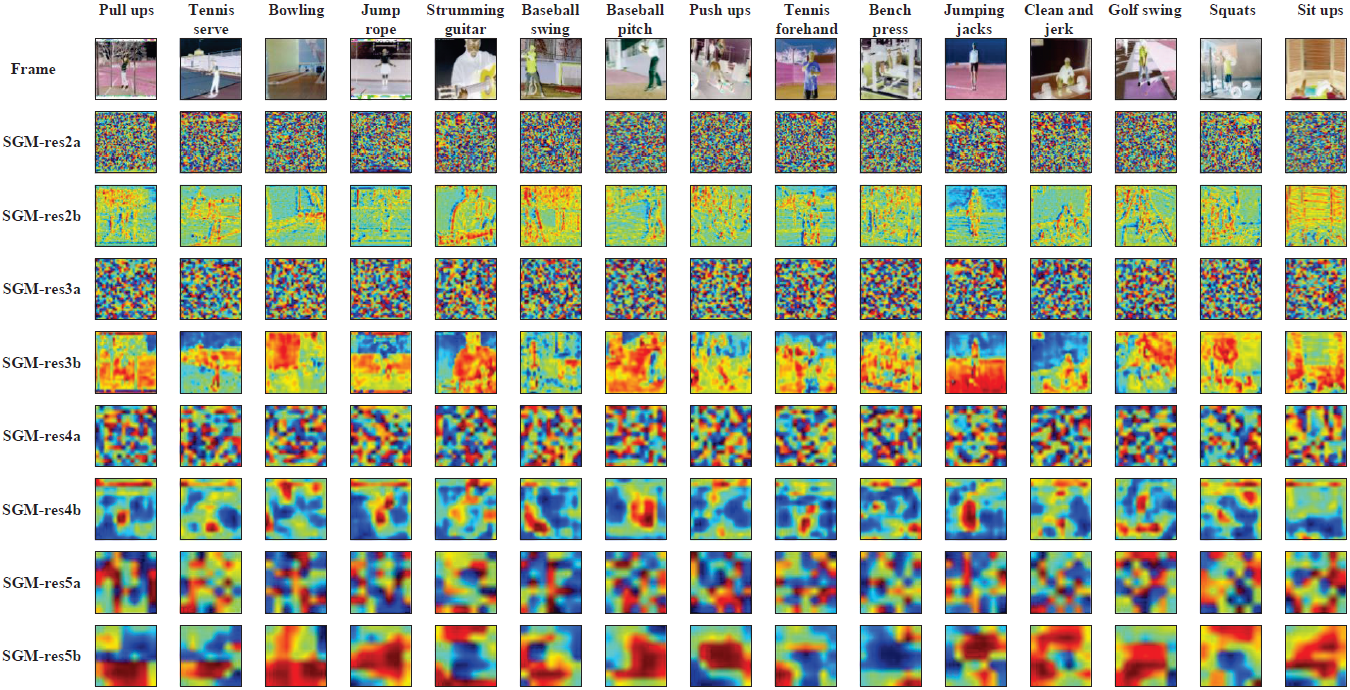 Pull ups Tennis serve Bowling Jump rope Strumming guitar Baseball swing Baseball pitch Push ups Tennis forehand Bench press Jumping jacks Clean and jerk Golf swing Squats Sit ups
Frame
SGM-res2a
SGM-res2b
SGM-res3a
SGM-res3b
SGM-res4a
SGM-res4b
SGM-res5a
SGM-res5b